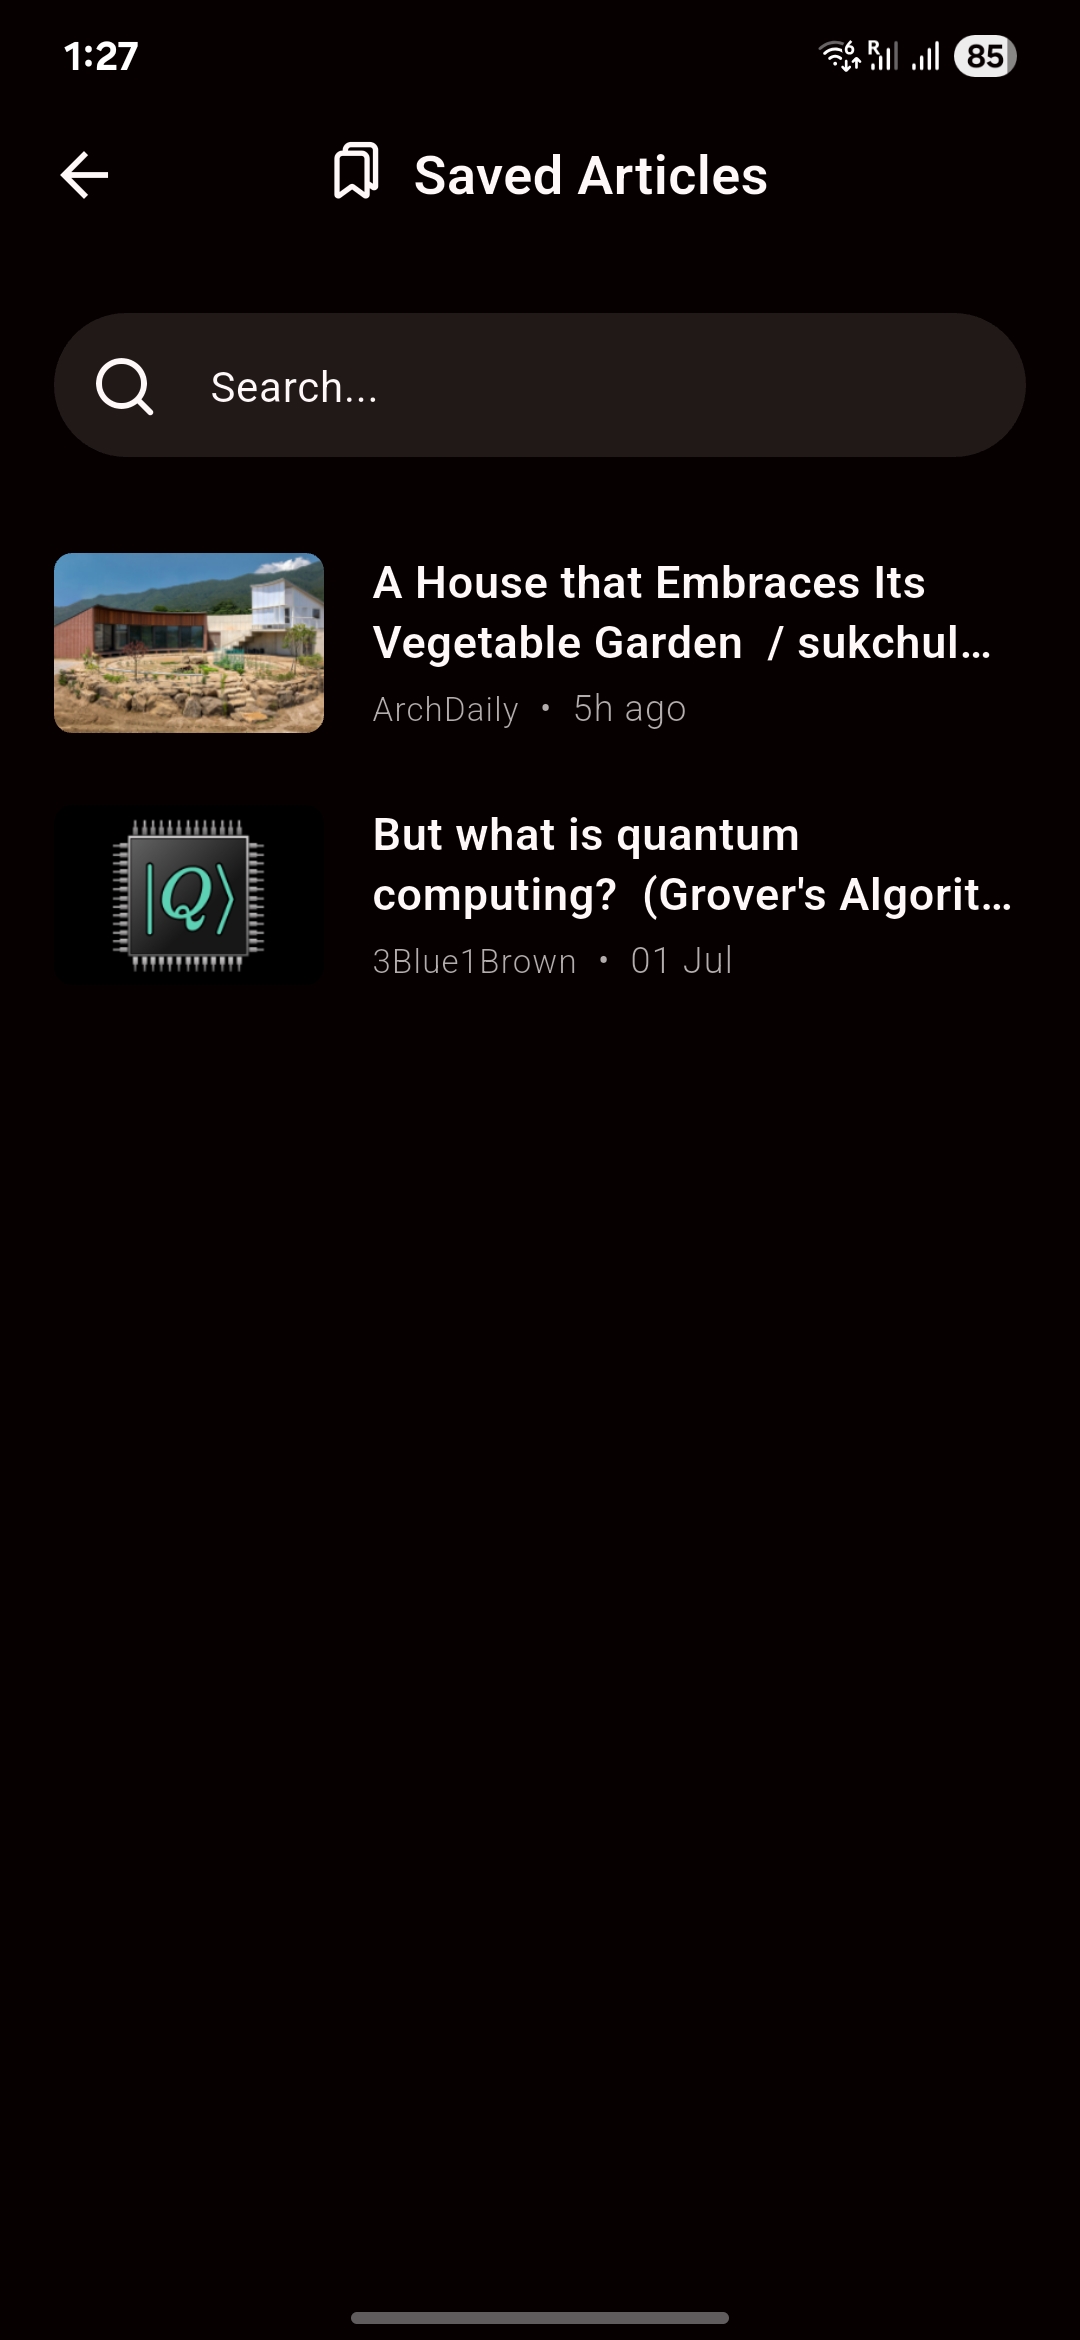 1:27
6 R 85
Saved Articles
Search...
A House that Embraces Its
Vegetable Garden / sukchul...
ArchDaily • 5h ago
|Q⟩
But what is quantum
computing? (Grover's Algorit...
3Blue1Brown • 01 Jul